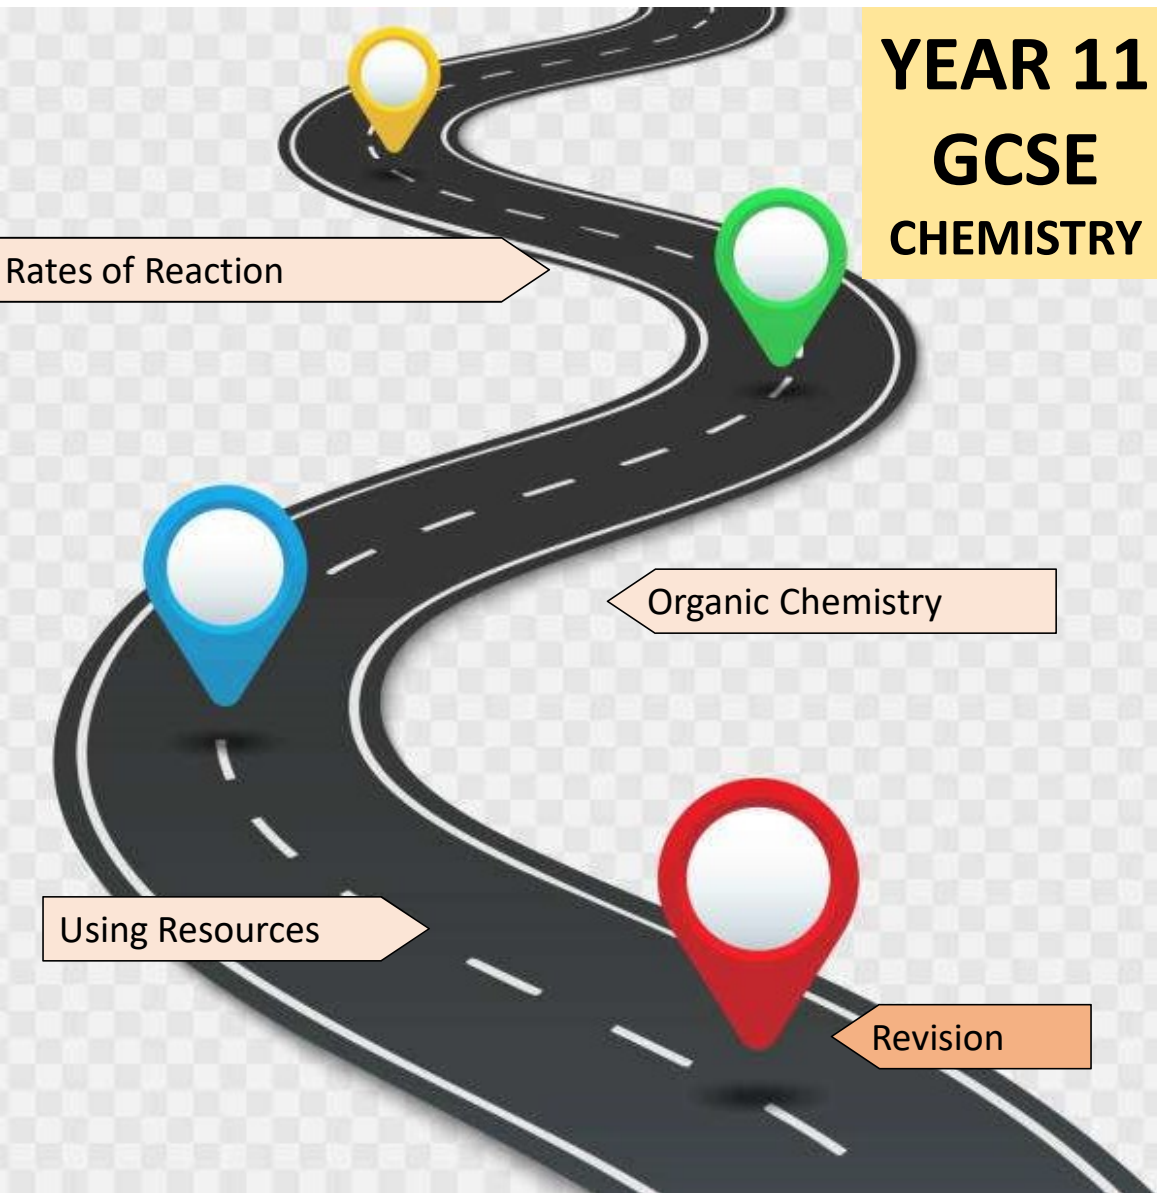 YEAR 11
GCSE
CHEMISTRY
Rates of Reaction
Organic Chemistry
Using Resources
Revision